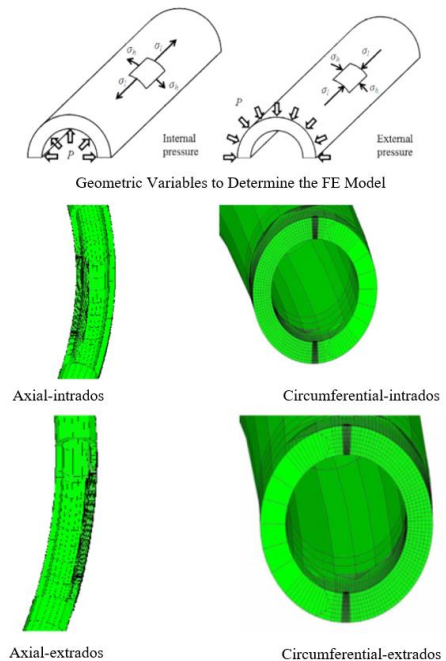 σh σl
σl σh
P
Internal
pressure
σh σl
σl σh
P
External
pressure
Geometric Variables to Determine the FE Model
Axial-intrados Circumferential-intrados
Axial-extrados Circumferential-extrados